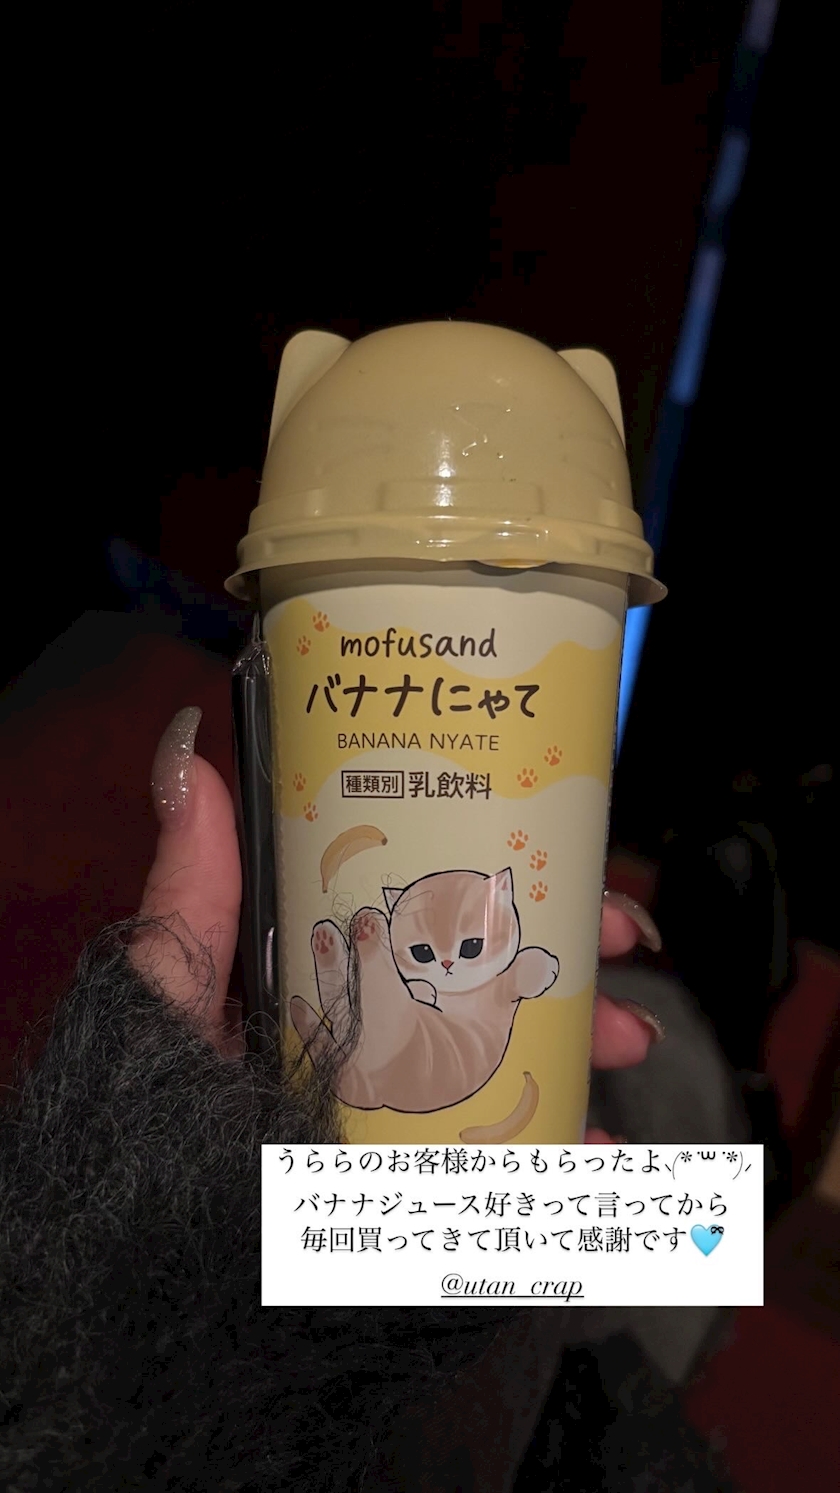 mofusand
バナナにゃて
BANANA NYATE
種類別 乳飲料
うららのお客様からもらったよ⸜(*ˊᵕˋ*)⸝
バナナジュース好きって言ってから
毎回買ってきて頂いて感謝です🩵
@utan_crap